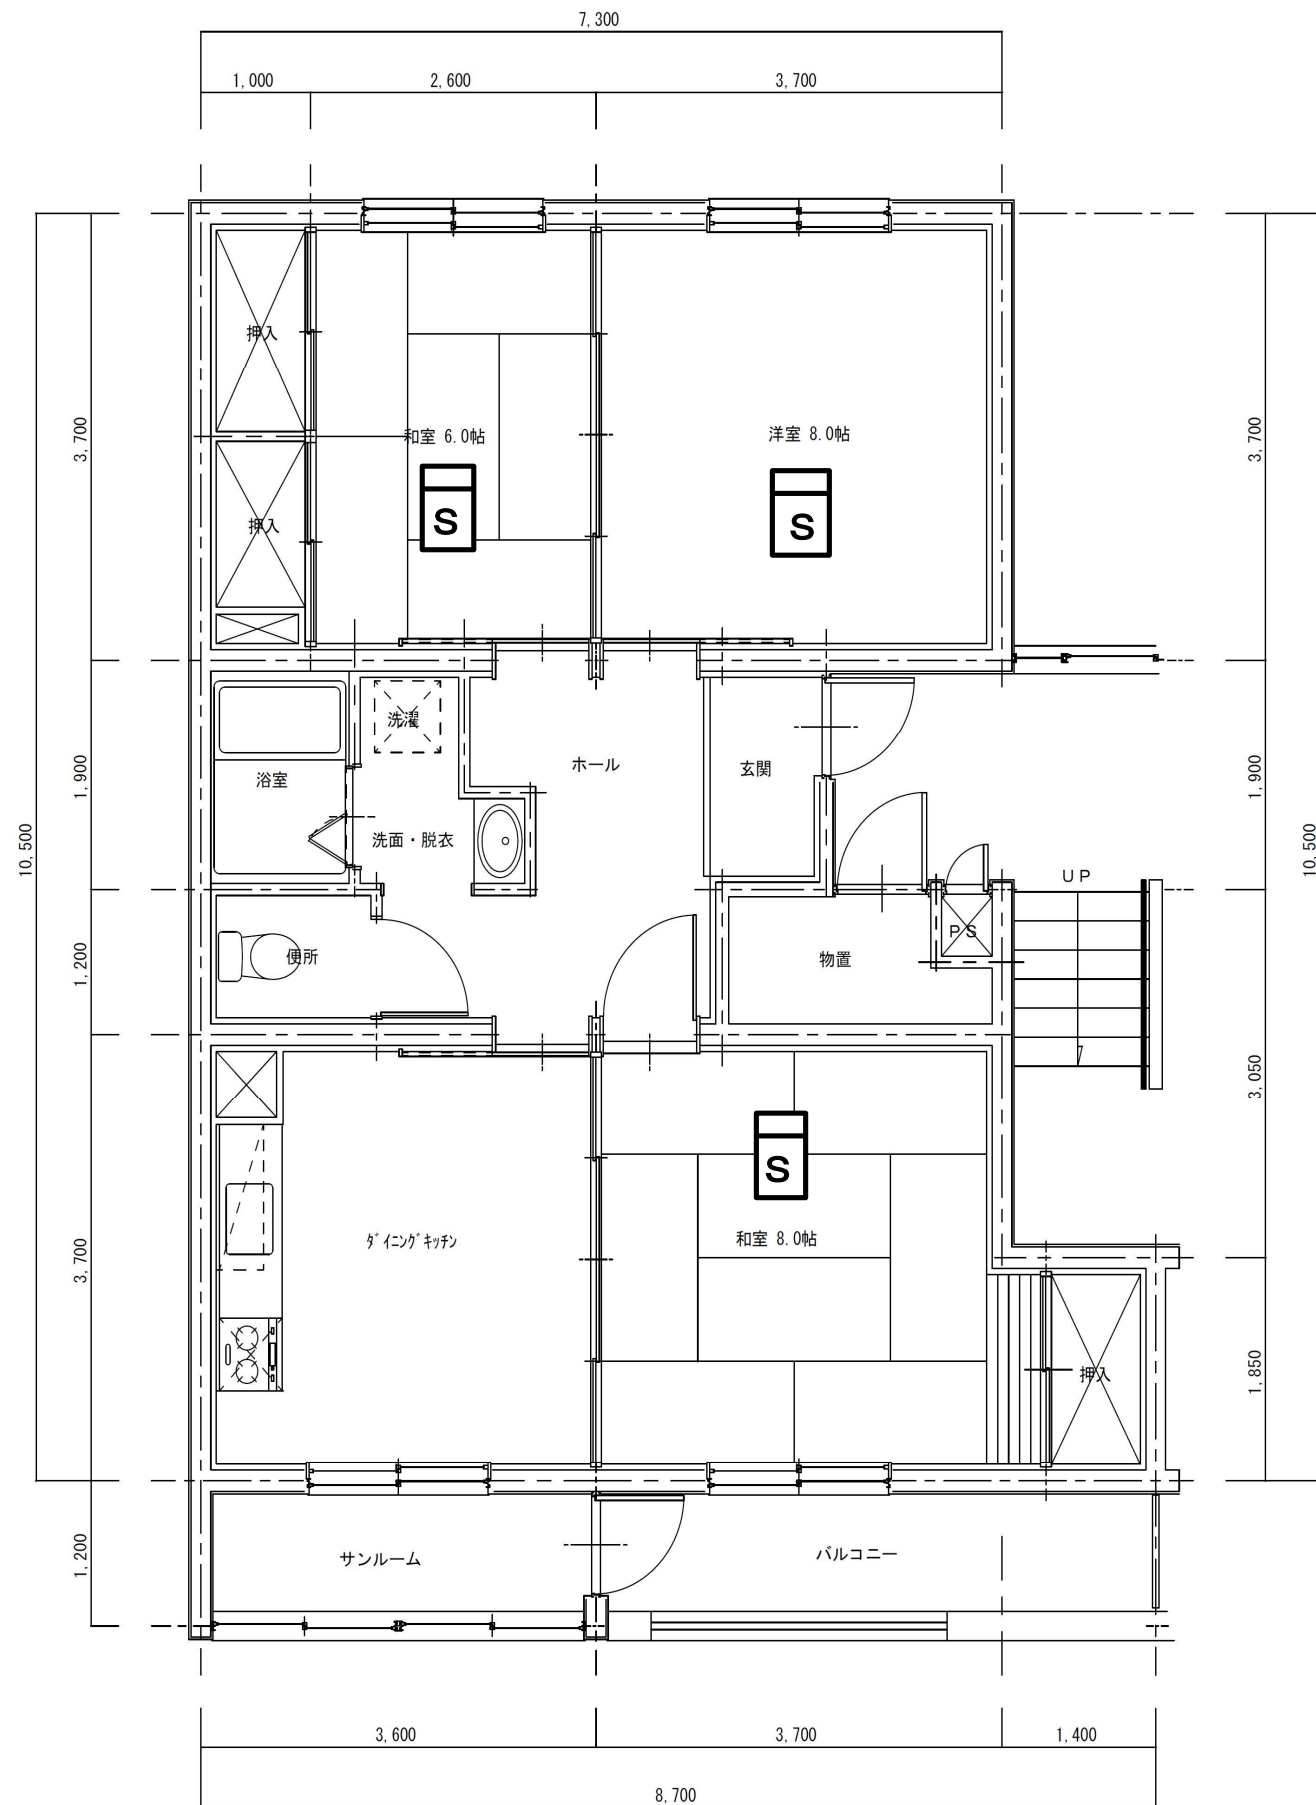 7,300
1,000
2,600
3,700
押入
押入
和室 6.0帖
S
洋室 8.0帖
S
3,700
3,700
洗濯
浴室
洗面・脱衣
ホール
玄関
1,900
1,900
10,500
10,500
UP
PS
便所
物置
1,200
3,050
S
ﾀﾞｲﾆﾝｸﾞｷｯﾁﾝ
和室 8.0帖
3,700
押入
1,850
サンルーム
バルコニー
1,200
3,600
3,700
1,400
8,700